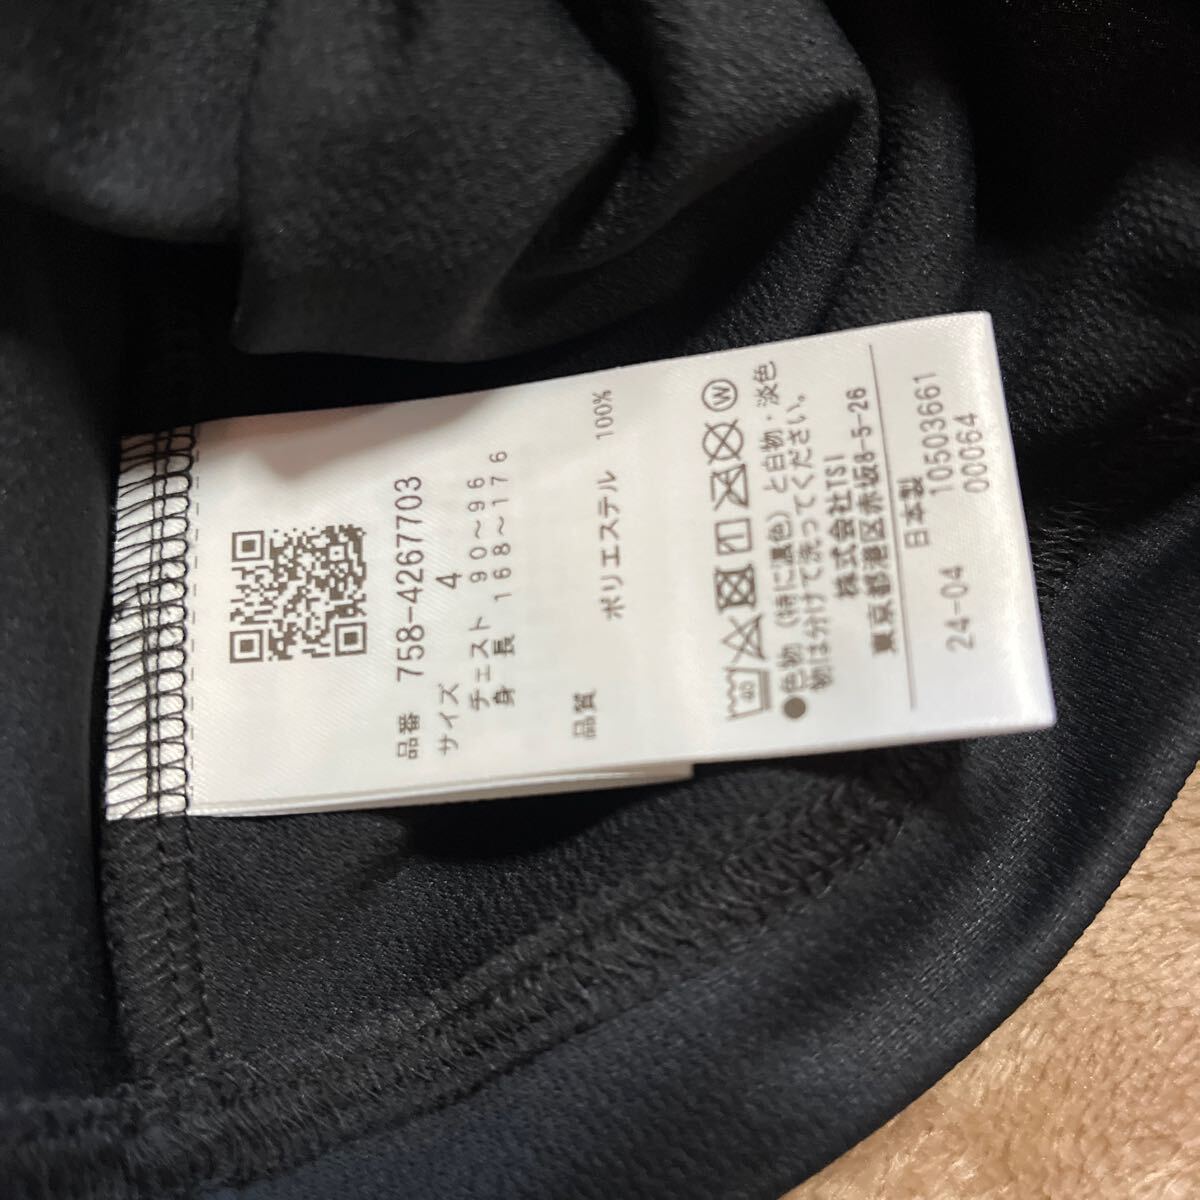 品番 758-4267703
サイズ 4
チェスト 90～96
身長 168～176
品質 ポリエステル 100%
40
W
●色物（特に濃色）と白物・淡色
物は分けて洗ってください。
株式会社TSI
東京都港区赤坂8-5-26
日本製
24-04 10503661
00064